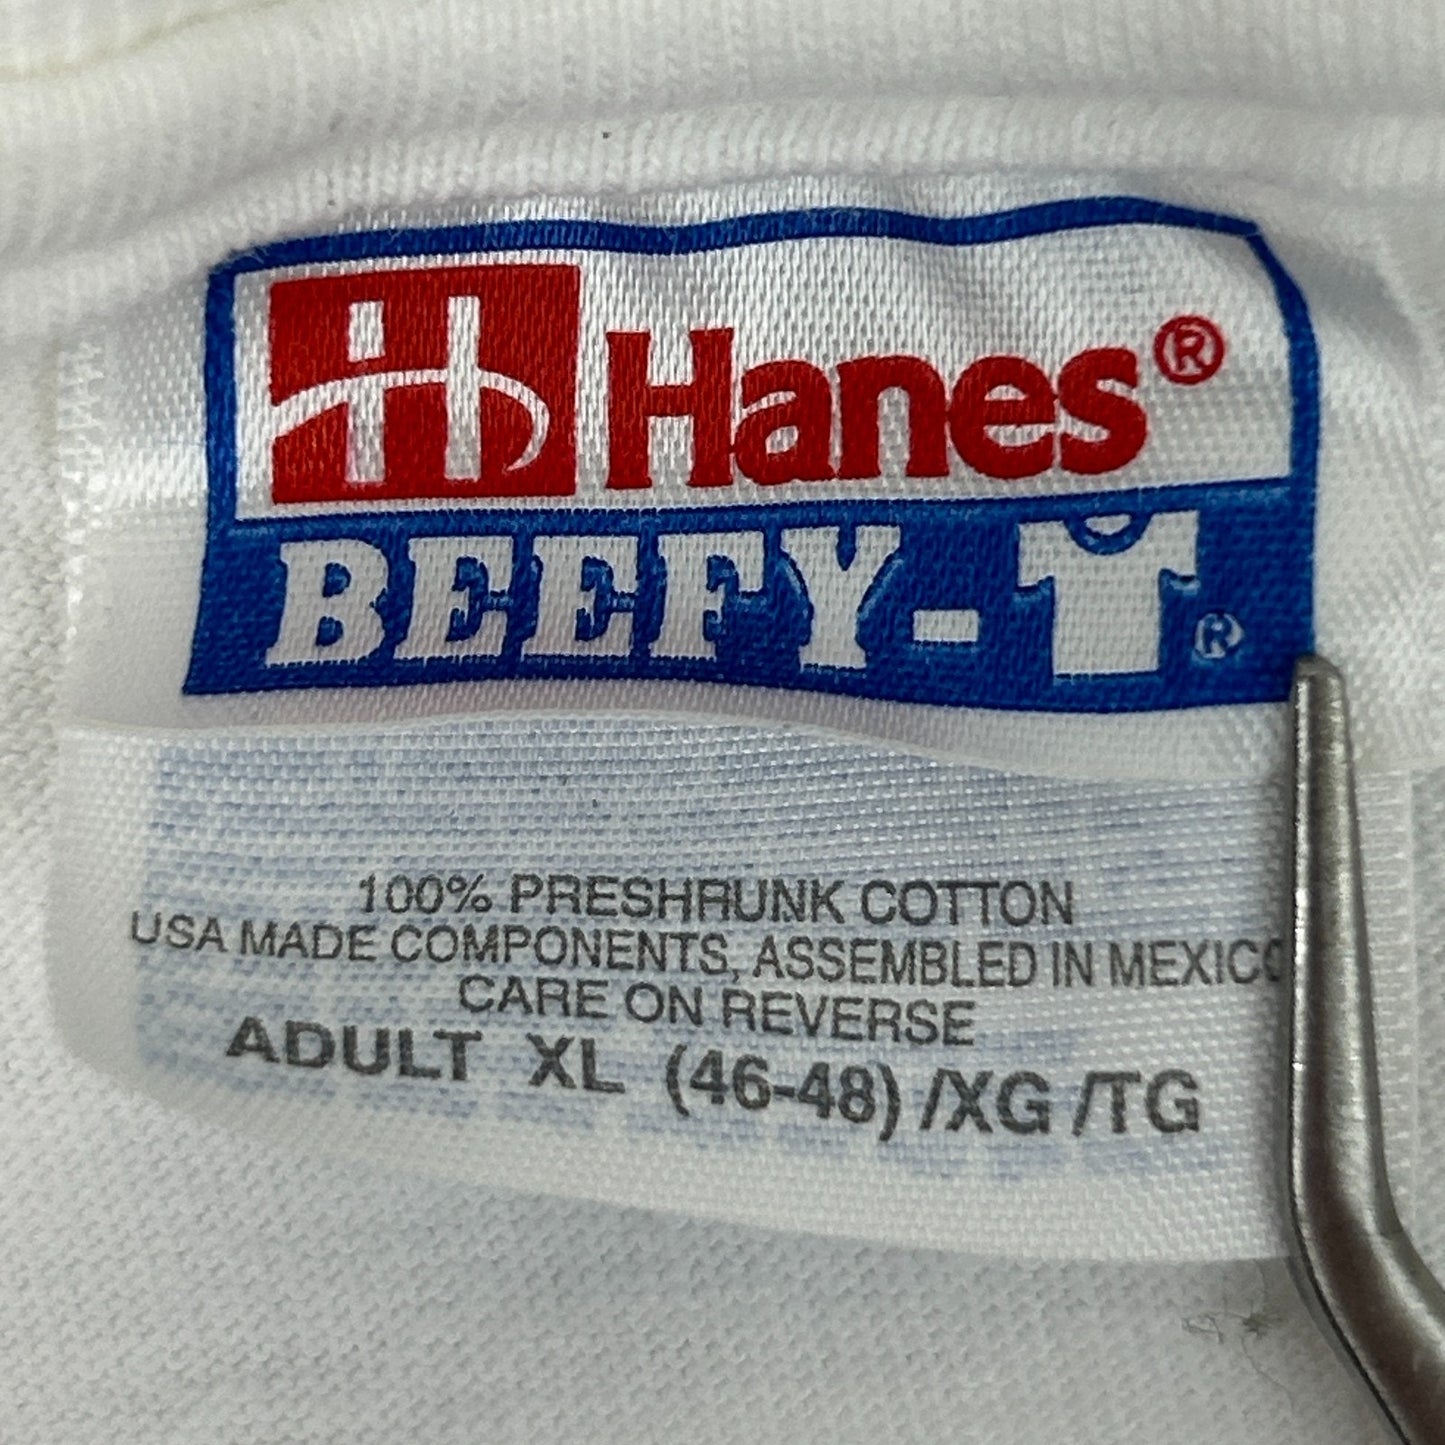 H Hanes®
BEEFY-T®
100% PRESHRUNK COTTON
USA MADE COMPONENTS, ASSEMBLED IN MEXICO
CARE ON REVERSE
ADULT XL (46-48) /XG /TG